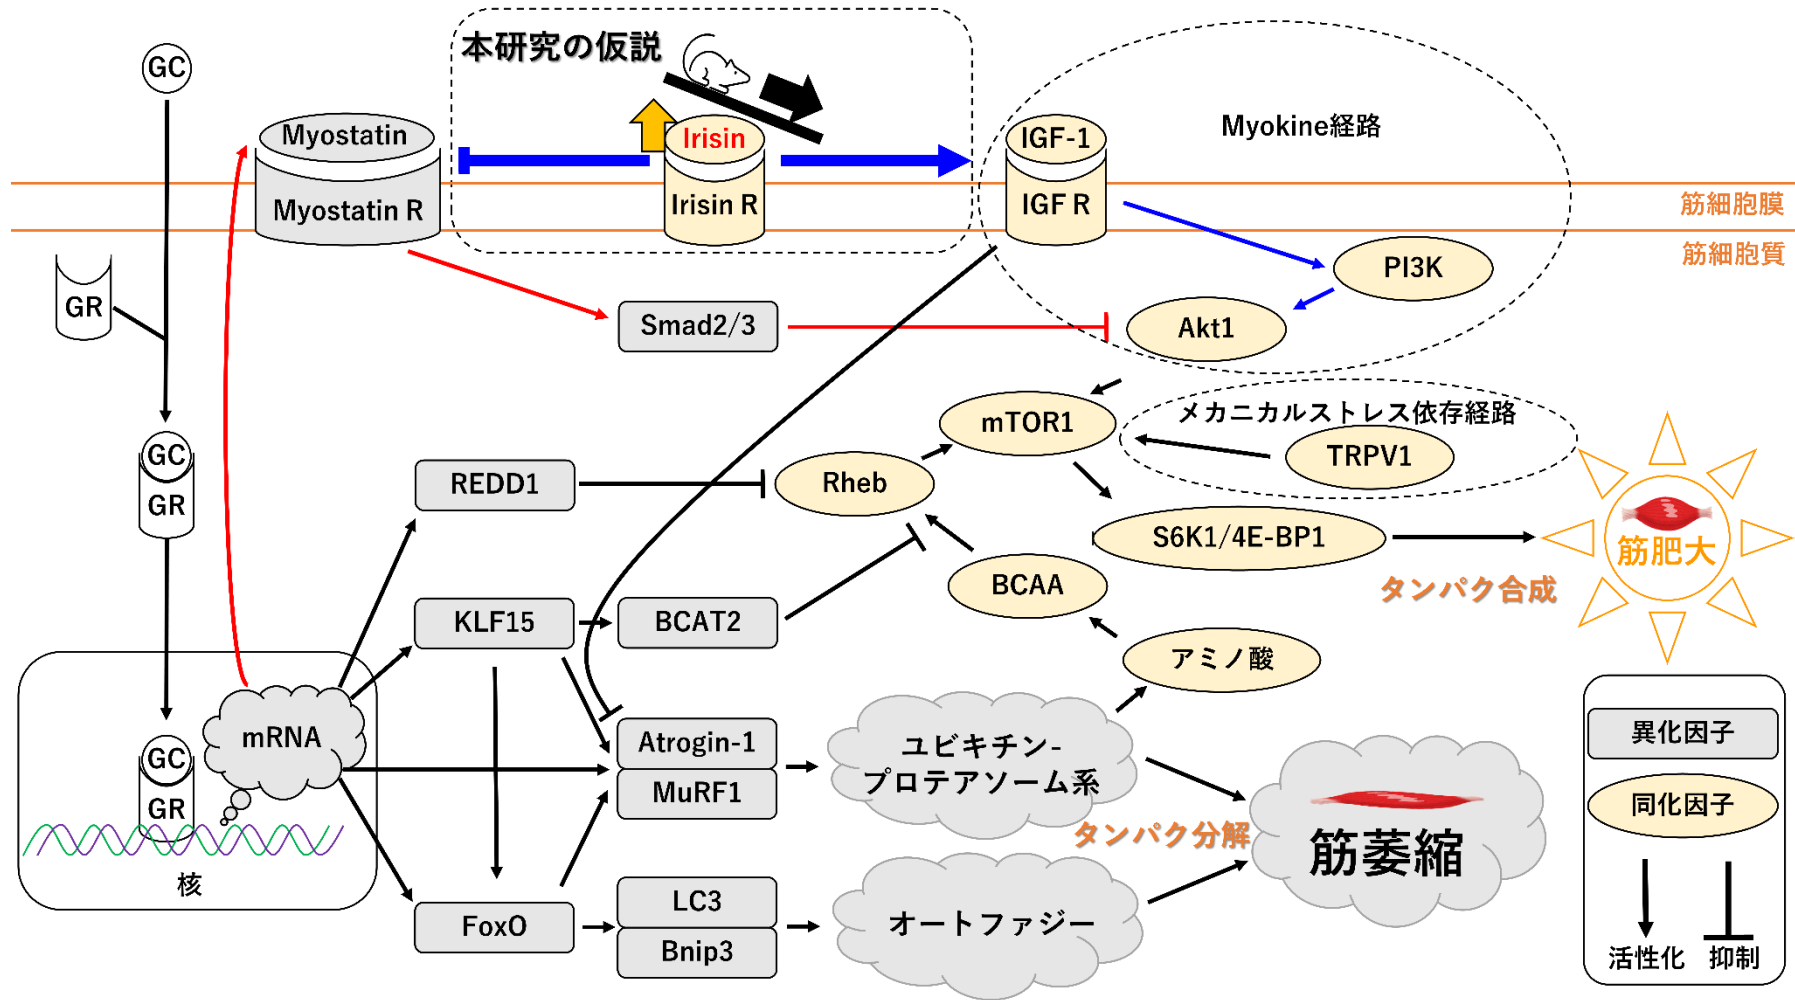 本研究の仮説
GC
Myostatin
Myostatin R
Irisin
Irisin R
IGF-1
IGF R
Myokine経路
筋細胞膜
筋細胞質
GR
PI3K
Smad2/3
Akt1
メカニカルストレス依存経路
mTOR1
TRPV1
GC
GR
REDD1
Rheb
S6K1/4E-BP1
筋肥大
BCAA
タンパク合成
KLF15
BCAT2
アミノ酸
mRNA
GC
GR
核
Atrogin-1
MuRF1
ユビキチン-
プロテアソーム系
タンパク分解
筋萎縮
FoxO
LC3
Bnip3
オートファジー
異化因子
同化因子
活性化
抑制